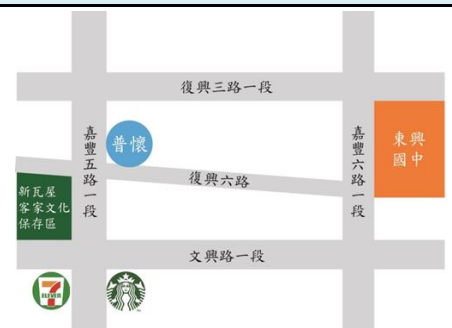 復興三路一段
嘉豐五路一段
普懷
嘉豐六路一段
東興
國中
復興六路
新瓦屋
客家文化
保存區
文興路一段
7
ELEVEn